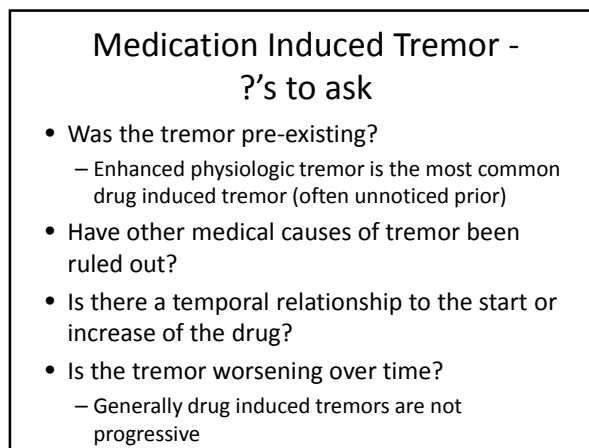 Medication Induced Tremor -
?'s to ask
• Was the tremor pre-existing?
– Enhanced physiologic tremor is the most common
drug induced tremor (often unnoticed prior)
• Have other medical causes of tremor been
ruled out?
• Is there a temporal relationship to the start or
increase of the drug?
• Is the tremor worsening over time?
– Generally drug induced tremors are not
progressive